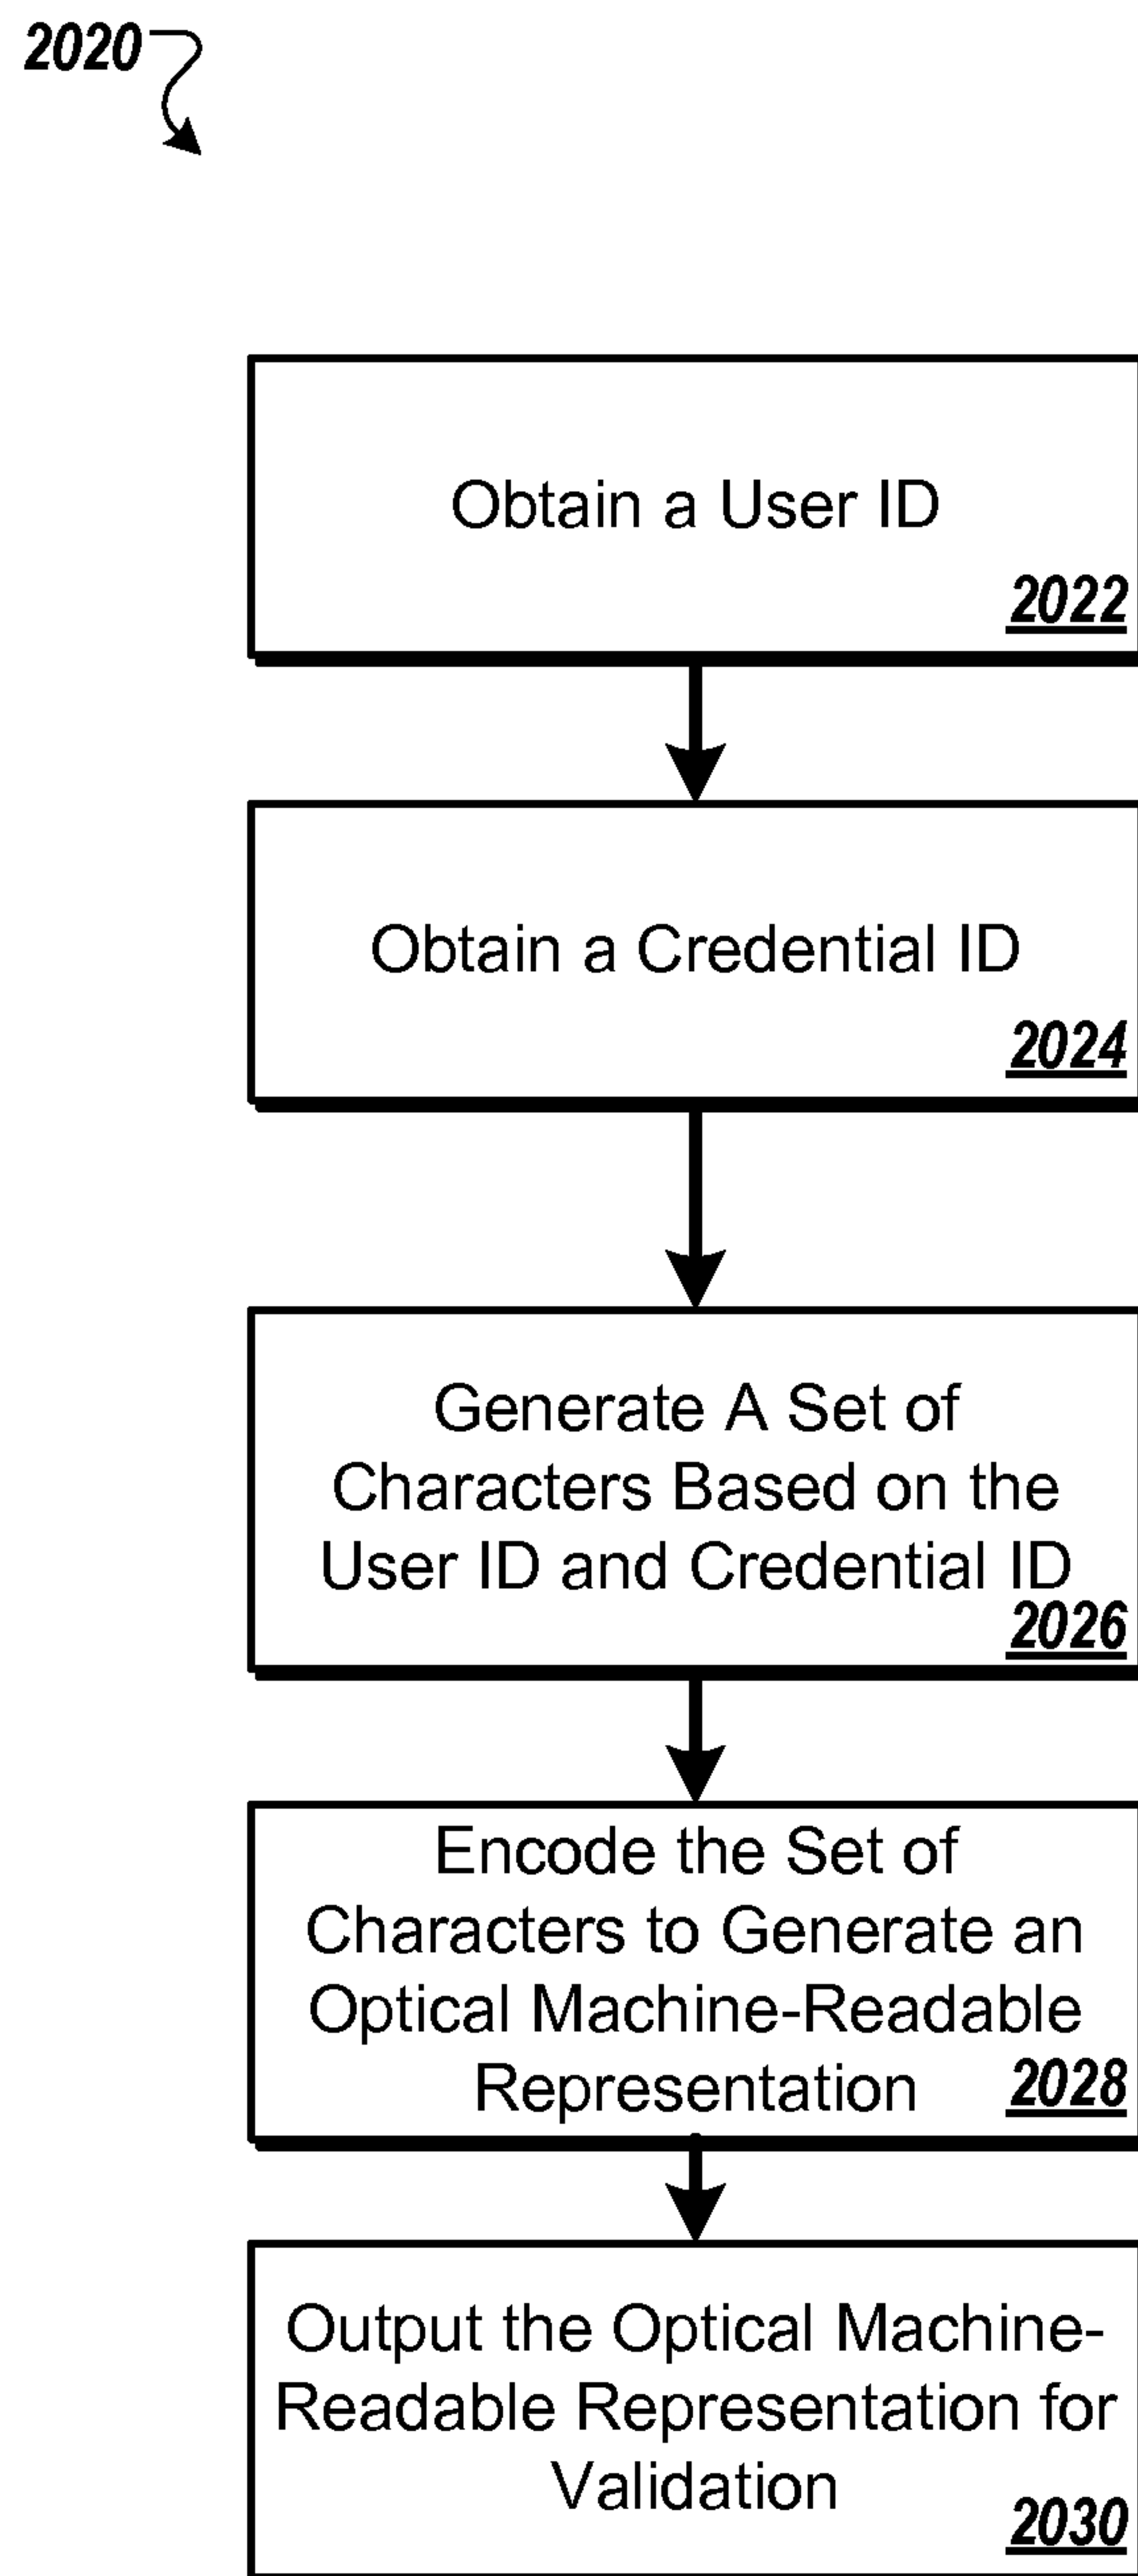 2020
Obtain a User ID
2022
Obtain a Credential ID
2024
Generate A Set of
Characters Based on the
User ID and Credential ID
2026
Encode the Set of
Characters to Generate an
Optical Machine-Readable
Representation 2028
Output the Optical Machine-
Readable Representation for
Validation
2030